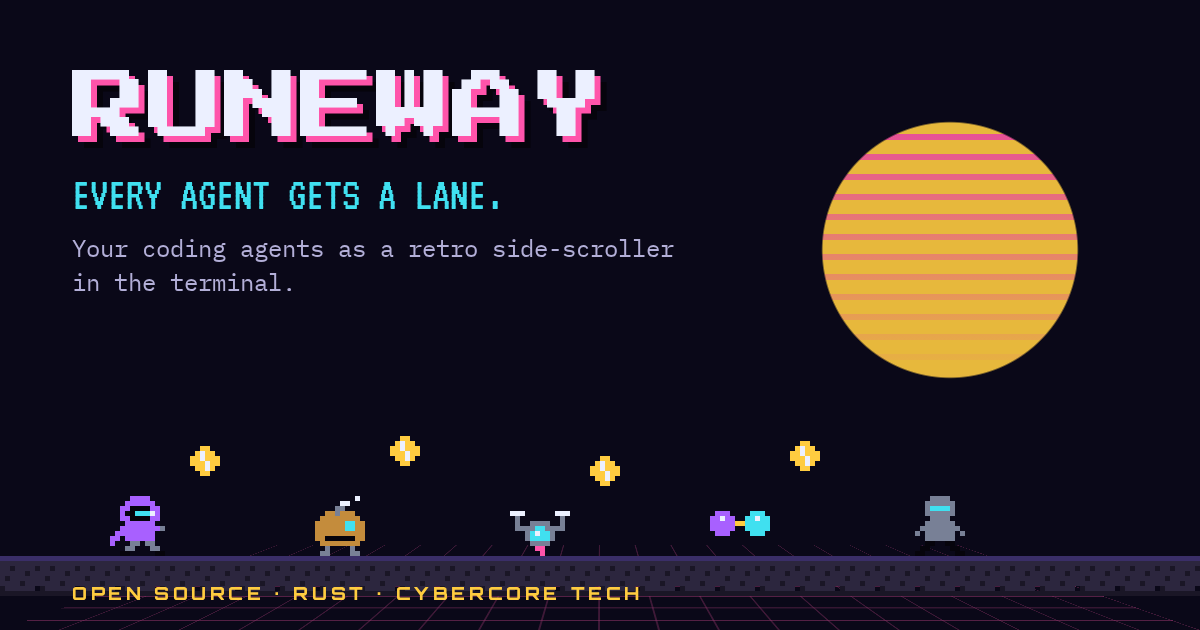 RUNEWAY
EVERY AGENT GETS A LANE.
Your coding agents as a retro side-scroller
in the terminal.
OPEN SOURCE · RUST · CYBERCORE TECH